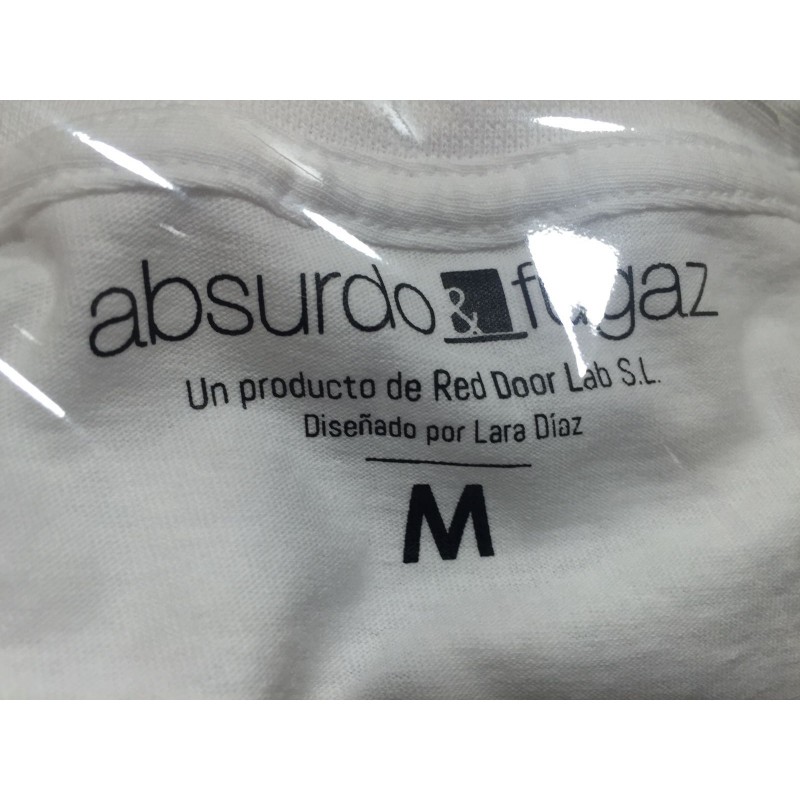 absurdo & fugaz
Un producto de Red Door Lab S.L.
Diseñado por Lara Díaz
M